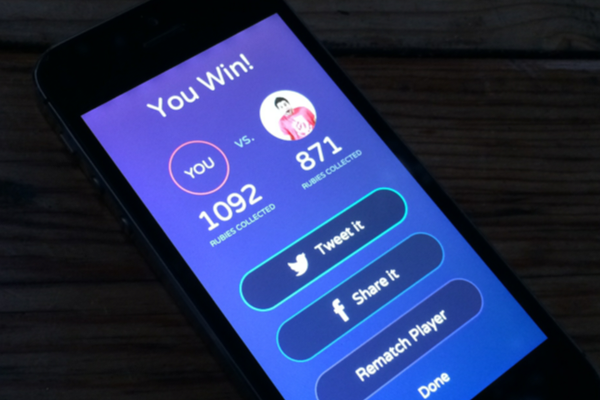 You Win!
YOU
vs.
1092
RUBIES COLLECTED
871
RUBIES COLLECTED
Tweet it
Share it
Rematch Player
Done